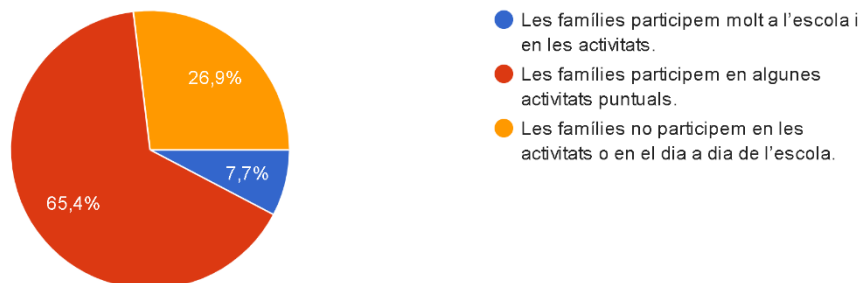 Les famílies participem molt a l’escola i
en les activitats.
Les famílies participem en algunes
activitats puntuals.
Les famílies no participem en les
activitats o en el dia a dia de l’escola.
26,9%
7,7%
65,4%